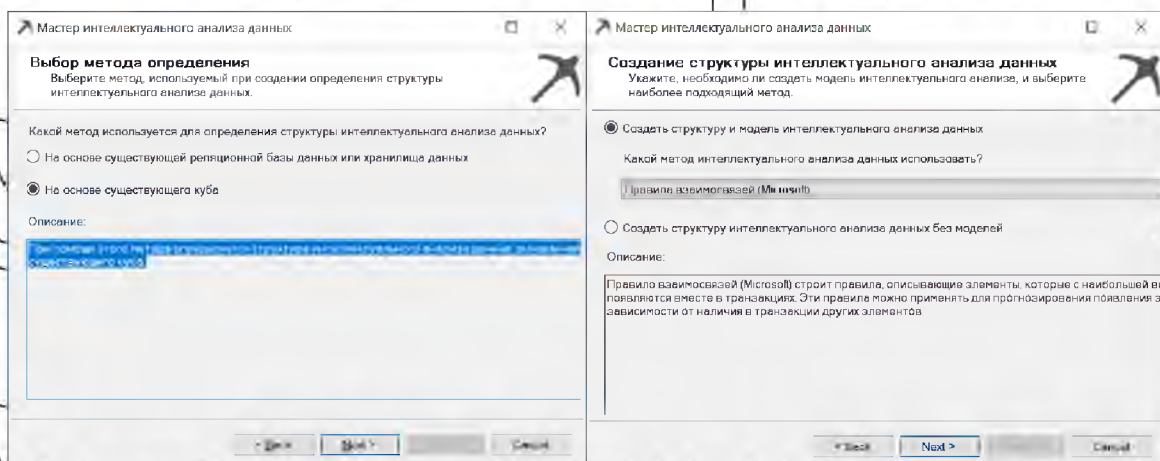 Мастер интеллектуального анализа данных
Выбор метода определения
Выберите метод, используемый при создании определения структуры
интеллектуального анализа данных.
Какой метод используется для определения структуры интеллектуального анализа данных?
На основе существующей реляционной базы данных или хранилища данных
На основе существующего куба
Описание:
существующего куба.
< Back
Next >
Cancel
Мастер интеллектуального анализа данных
Создание структуры интеллектуального анализа данных
Укажите, необходимо ли создать модель интеллектуального анализа, и выберите
наиболее подходящий метод.
Создать структуру и модель интеллектуального анализа данных
Какой метод интеллектуального анализа данных использовать?
Правила взаимосвязей (Microsoft)
Создать структуру интеллектуального анализа данных без моделей
Описание:
Правило взаимосвязей (Microsoft) строит правила, описывающие элементы, которые с наибольшей
появляются вместе в транзакциях. Эти правила можно применять для прогнозирования появления
зависимости от наличия в транзакции других элементов
< Back
Next >
Cancel